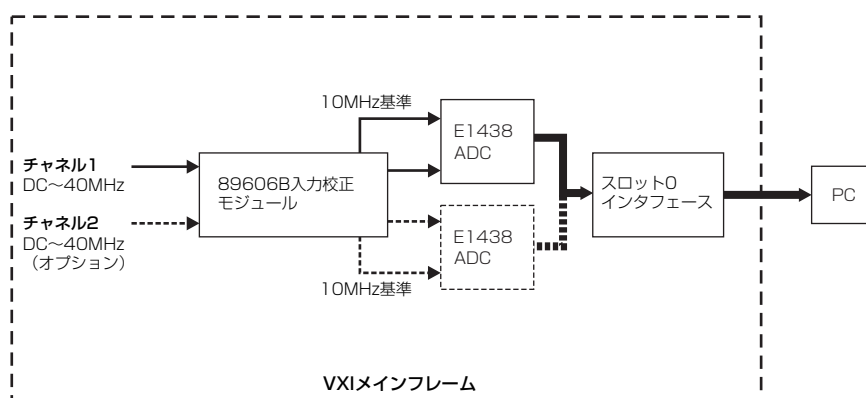 10MHz基準
E1438
ADC
チャネル1
DC～40MHz
89606B入力校正
モジュール
スロット0
インタフェース
PC
チャネル2
DC～40MHz
（オプション）
E1438
ADC
10MHz基準
VXIメインフレーム